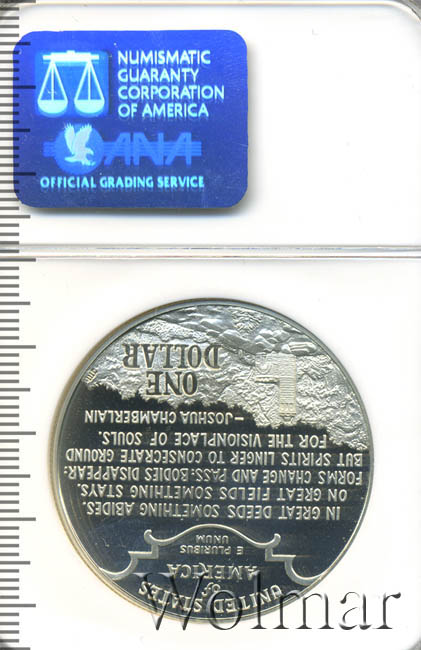 NUMISMATIC
GUARANTY
CORPORATION
OF AMERICA
ANA
OFFICIAL GRADING SERVICE
UNITED STATES
OF
AMERICA
E PLURIBUS
UNUM
IN GREAT DEEDS SOMETHING ABIDES.
ON GREAT FIELDS SOMETHING STAYS.
FORMS CHANGE AND PASS; BODIES DISAPPEAR;
BUT SPIRITS LINGER TO CONSECRATE GROUND
FOR THE VISIONPLACE OF SOULS.
–JOSHUA CHAMBERLAIN
ONE
DOLLAR
Wolmar